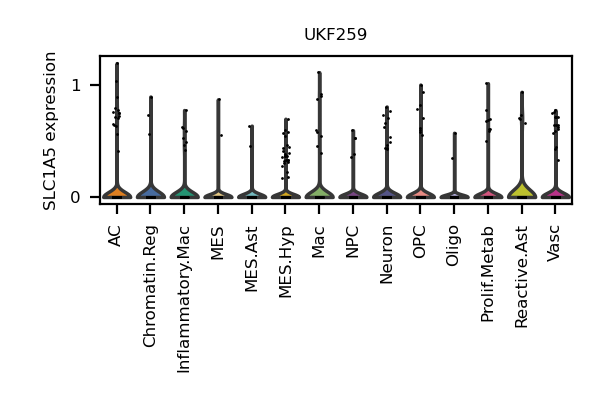 UKF259
SLC1A5 expression
1
0
AC
Chromatin.Reg
Inflammatory.Mac
MES
MES.Ast
MES.Hyp
Mac
NPC
Neuron
OPC
Oligo
Prolif.Metab
Reactive.Ast
Vasc